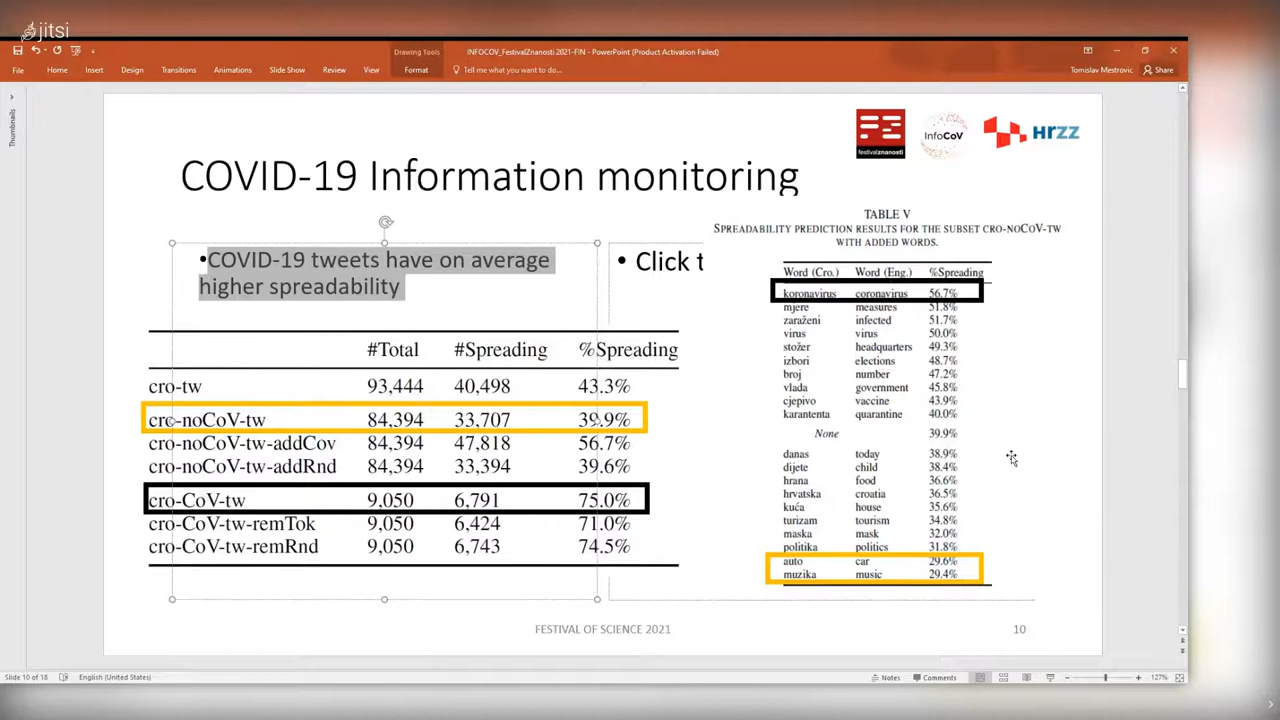 jitsi
INFOCOV_FestivalZnanosti 2021-FIN - PowerPoint (Product Activation Failed)
Drawing Tools
File Home Insert Design Transitions Animations Slide Show Review View Format Tell me what you want to do... Tomislav Mestrovic Share
Thumbnails
festivalznanosti
InfoCoV
HRZZ
COVID-19 Information monitoring
•COVID-19 tweets have on average
higher spreadability
#Total #Spreading %Spreading
cro-tw 93,444 40,498 43.3%
cro-noCoV-tw 84,394 33,707 39.9%
cro-noCoV-tw-addCov 84,394 47,818 56.7%
cro-noCoV-tw-addRnd 84,394 33,394 39.6%
cro-CoV-tw 9,050 6,791 75.0%
cro-CoV-tw-remTok 9,050 6,424 71.0%
cro-CoV-tw-remRnd 9,050 6,743 74.5%
• Click t
TABLE V
SPREADABILITY PREDICTION RESULTS FOR THE SUBSET CRO-NOCOV-TW
WITH ADDED WORDS.
Word (Cro.) Word (Eng.) %Spreading
koronavirus coronavirus 56.7%
mjere measures 51.8%
zaraženi infected 51.7%
virus virus 50.0%
stožer headquarters 49.3%
izbori elections 48.7%
broj number 47.2%
vlada government 45.8%
cjepivo vaccine 43.9%
karantenta quarantine 40.0%
None 39.9%
danas today 38.9%
dijete child 38.4%
hrana food 36.6%
hrvatska croatia 36.5%
kuća house 35.6%
turizam tourism 34.8%
maska mask 32.0%
politika politics 31.8%
auto car 29.6%
muzika music 29.4%
FESTIVAL OF SCIENCE 2021
10
Slide 10 of 18 English (United States) Notes Comments 127%